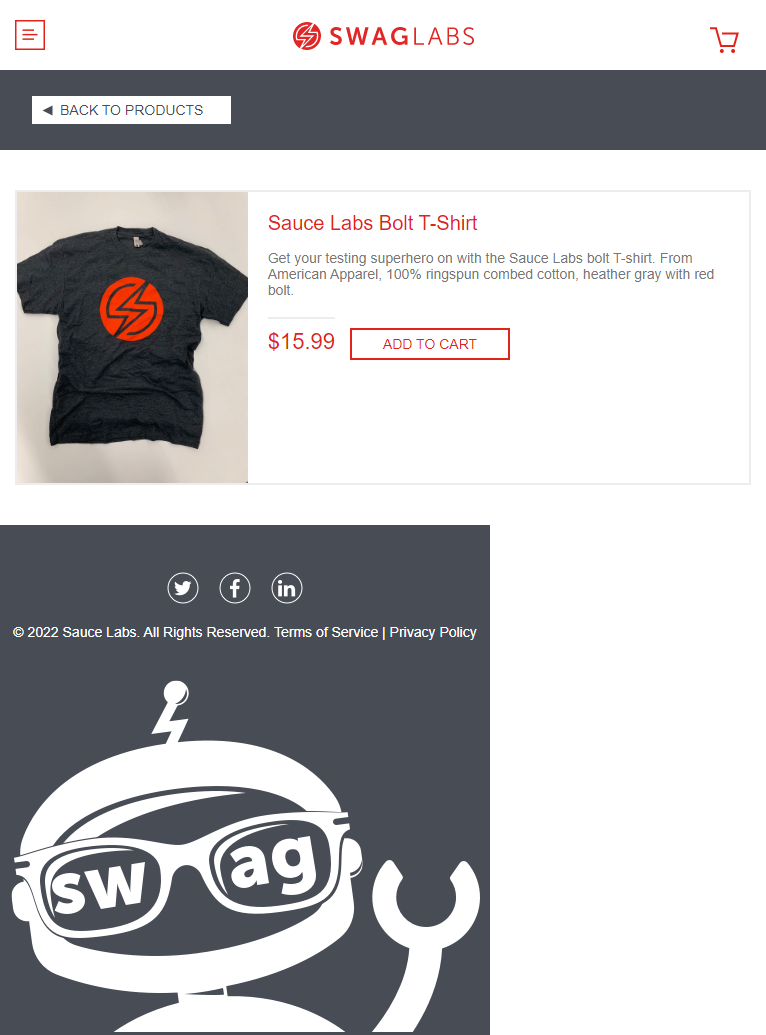 SWAGLABS
◄ BACK TO PRODUCTS
Sauce Labs Bolt T-Shirt
Get your testing superhero on with the Sauce Labs bolt T-shirt. From
American Apparel, 100% ringspun combed cotton, heather gray with red
bolt.
$15.99 ADD TO CART
© 2022 Sauce Labs. All Rights Reserved. Terms of Service | Privacy Policy
swag